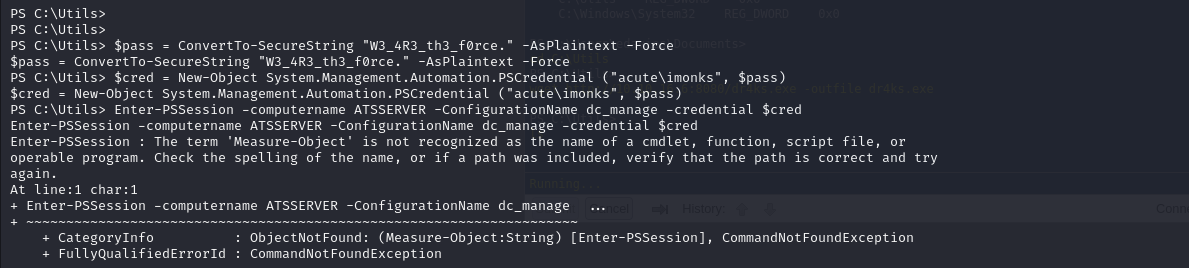 PS C:\Utils>
PS C:\Utils>
PS C:\Utils> $pass = ConvertTo-SecureString "W3_4R3_th3_f0rce." -AsPlaintext -Force
$pass = ConvertTo-SecureString "W3_4R3_th3_f0rce." -AsPlaintext -Force
PS C:\Utils> $cred = New-Object System.Management.Automation.PSCredential ("acute\imonks", $pass)
$cred = New-Object System.Management.Automation.PSCredential ("acute\imonks", $pass)
PS C:\Utils> Enter-PSSession -computername ATSSERVER -ConfigurationName dc_manage -credential $cred
Enter-PSSession -computername ATSSERVER -ConfigurationName dc_manage -credential $cred
Enter-PSSession : The term 'Measure-Object' is not recognized as the name of a cmdlet, function, script file, or
operable program. Check the spelling of the name, or if a path was included, verify that the path is correct and try
again.
At line:1 char:1
+ Enter-PSSession -computername ATSSERVER -ConfigurationName dc_manage  ...
+ ~~~~~~~~~~~~~~~~~~~~~~~~~~~~~~~~~~~~~~~~~~~~~~~~~~~~~~~~~~~~~~~~~~~~~
    + CategoryInfo          : ObjectNotFound: (Measure-Object:String) [Enter-PSSession], CommandNotFoundException
    + FullyQualifiedErrorId : CommandNotFoundException
C:\Windows\System32    REG_DWORD    0x0
Running...
History: